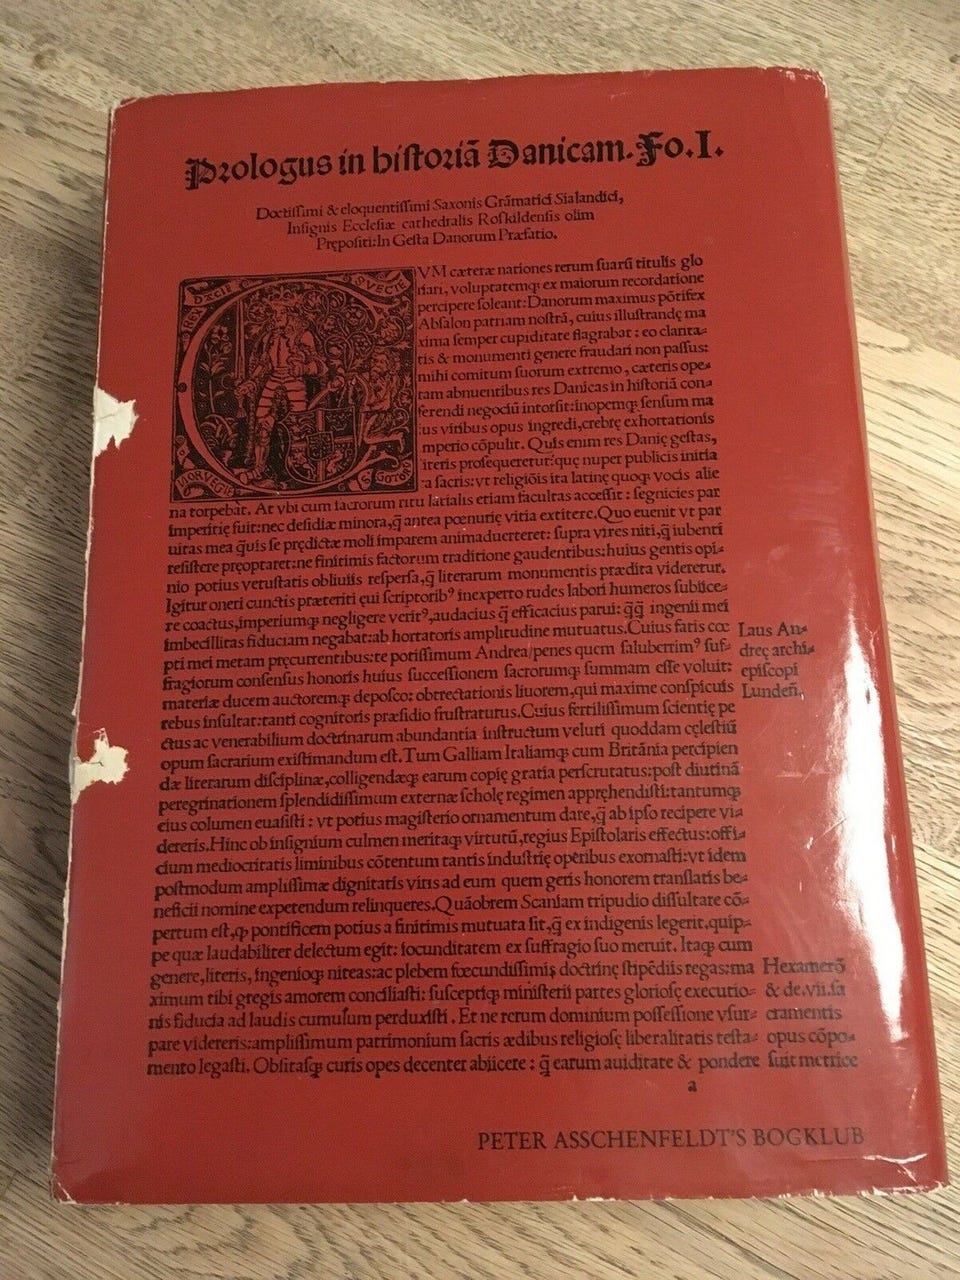 Prologus in hiſtoriā Danicam. Fo. I.
Doctiſſimi & eloquentiſſimi Saxonis Grāmatici Sialandici,
Inſignis Eccleſiæ cathedralis Roſkildenſis olim
Prępoſiti: In Geſta Danorum Præfatio.
REX DACIE
SVVECIE
NORVEGIE
GOTORO
VM cæteræ nationes rerum ſuarū titulis glo
riari, voluptatemq; ex maiorum recordatione
percipere ſoleant: Danorum maximus pōtifex
Abſalon patriam noſtrā, cuius illuſtrandę ma
xima ſemper cupiditate flagrabat: eo clarita⸗
tis & monumenti genere fraudari non paſſus:
mihi comitum ſuorum extremo, cæteris ope⸗
ram abnuentibus res Danicas in hiſtoriā con⸗
ferendi negociū intorſit: inopemq; ſenſum ma
ius viribus opus ingredi, crebrę exhortationis
imperio cōpulit. Quis enim res Danię geſtas,
literis proſequeretur: quę nuper publicis initia
ta ſacris: vt religiōis ita latinę quoq; vocis alie
na torpebat. At vbi cum ſacrorum ritu latialis etiam facultas acceſſit: ſegnicies par
imperitię fuit: nec deſidiæ minora, q̄ antea pœnurię vitia extitere. Quo euenit vt par
uitas mea q̄uis ſe prędictæ moli imparem animaduerteret: ſupra vires niti, q̄ iubenti
reſiſtere pręoptaret: ne finitimis factorum traditione gaudentibus: huius gentis opi⸗
nio potius vetuſtatis obliuiis reſperſa, q̄ literarum monumentis prædita videretur.
Igitur oneri cunctis præteriti ęui ſcriptoribꝰ inexperto rudes labori humeros ſubiice⸗
re coactus, imperiumq; negligere veritꝰ, audacius q̄ efficacius parui: q̄q̄ ingenii mei
imbecillitas fiduciam negabat: ab hortatoris amplitudine mutuatus. Cuius fatis cœ
pti mei metam pręcurrentibus: te potiſſimum Andrea/penes quem ſaluberrimꝰ ſuf⸗
fragiorum conſenſus honoris huius ſucceſſionem ſacrorumq; ſummam eſſe voluit:
materiæ ducem auctoremq; depoſco: obtrectationis liuorem, qui maxime conſpicuis
rebus inſultat: tanti cognitoris præſidio fruſtraturus. Cuius fertiliſſimum ſcientię pe
ctus ac venerabilium doctrinarum abundantia inſtructum veluti quoddam cęleſtiū
opum ſacrarium exiſtimandum eſt. Tum Galliam Italiamq; cum Britānia percipien
dæ literarum diſciplinæ, colligendæq; earum copię gratia perſcrutatus: poſt diutinā
peregrinationem ſplendidiſſimum externæ ſcholę regimen appręhendiſti: tantumq;
eius columen euaſiſti: vt potius magiſterio ornamentum dare, q̄ ab ipſo recipere vi⸗
dereris. Hinc ob inſignium culmen meritaq; virtutū, regius Epiſtolaris effectus: offi⸗
cium mediocritatis liminibus cōtentum tantis induſtrię operibus exornaſti: vt idem
poſtmodum ampliſſimæ dignitatis viris ad eum quem geris honorem tranſlatis be⸗
neficii nomine expetendum relinqueres. Quāobrem Scaniam tripudio diſſultare cō⸗
pertum eſt, ꝙ pontificem potius a finitimis mutuata ſit, q̄ ex indigenis legerit. quip⸗
pe quæ laudabiliter delectum egit: iocunditatem ex ſuffragio ſuo meruit. Itaq; cum
genere, literis, ingenioq; niteas: ac plebem fœcundiſſimis doctrinę ſtipēdiis regas: ma
ximum tibi gregis amorem conciliaſti: ſuſceptiq; miniſterii partes glorioſę executio⸗
nis fiducia ad laudis cumulum perduxiſti. Et ne rerum dominium poſſeſſione vſur⸗
pare videreris: ampliſſimum patrimonium ſacris ædibus religioſę liberalitatis teſta⸗
mento legaſti. Obſitaſq; curis opes decenter abiicere: q̄ earum auiditate & pondere
Laus An⸗
dreę archi⸗
epiſcopi
Lundeñ.
Hexamerō
& de.vii.ſa
cramentis
opus cōpo⸗
ſuit metrice
a
PETER ASSCHENFELDT'S BOGKLUB